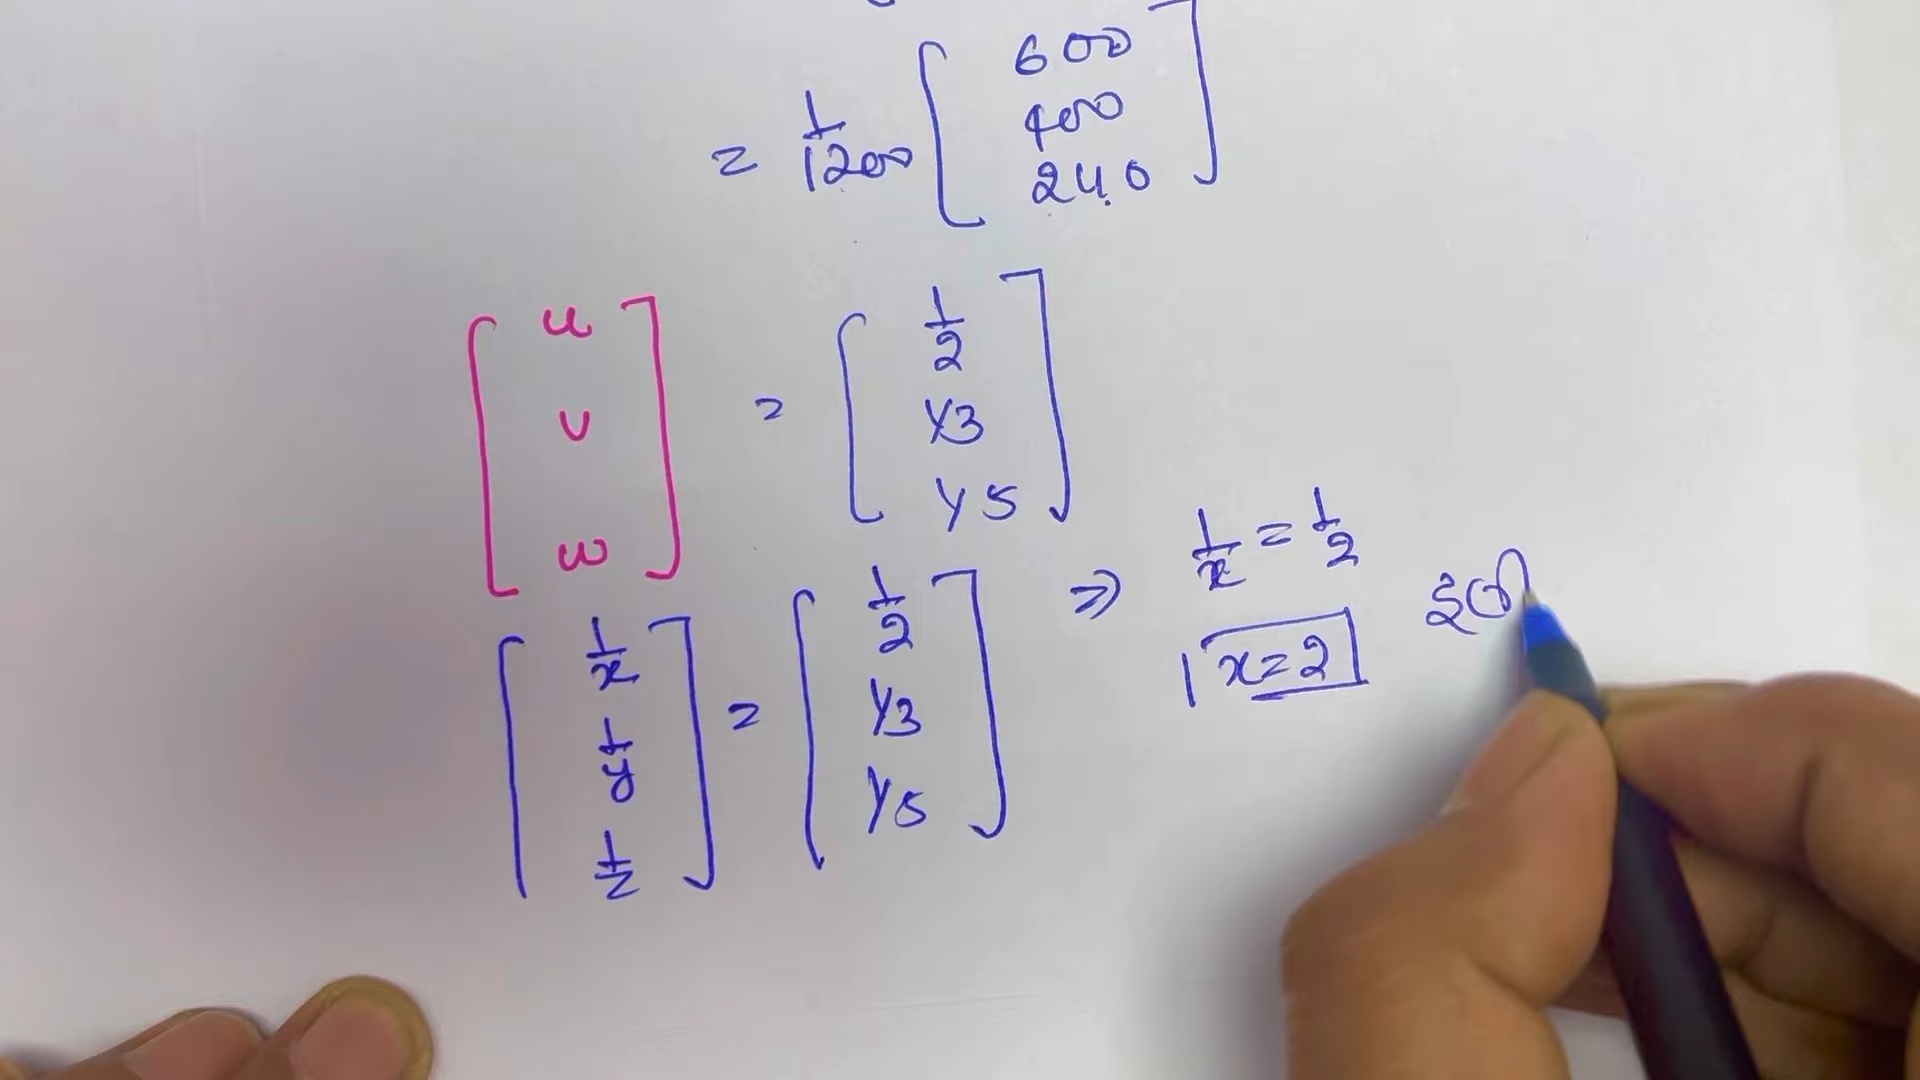 = 1/1200 [ 600
400
240 ]
[ u
v
w ] = [ 1/2
1/3
1/5 ]
[ 1/x
1/y
1/z ] = [ 1/2
1/3
1/5 ]
⇒ 1/x = 1/2
x = 2